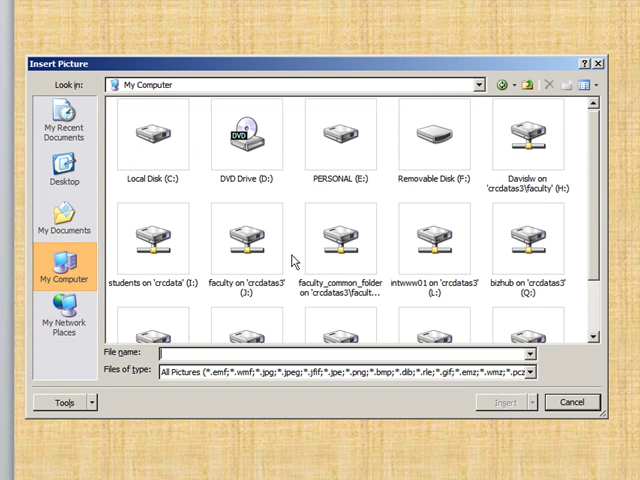 Insert Picture
Look in:
My Computer
My Recent
Documents
Desktop
My Documents
My Computer
My Network
Places
Local Disk (C:)
DVD
DVD Drive (D:)
PERSONAL (E:)
Removable Disk (F:)
Davislw on
'crcdatas3\faculty' (H:)
students on 'crcdata' (I:)
faculty on 'crcdatas3'
(J:)
faculty_common_folder
on 'crcdatas3\facult...
intwww01 on 'crcdatas3'
(L:)
bizhub on 'crcdatas3'
(Q:)
File name:
Files of type:
All Pictures (*.emf;*.wmf;*.jpg;*.jpeg;*.jfif;*.jpe;*.png;*.bmp;*.dib;*.rle;*.gif;*.emz;*.wmz;*.pcz
Tools
Insert
Cancel